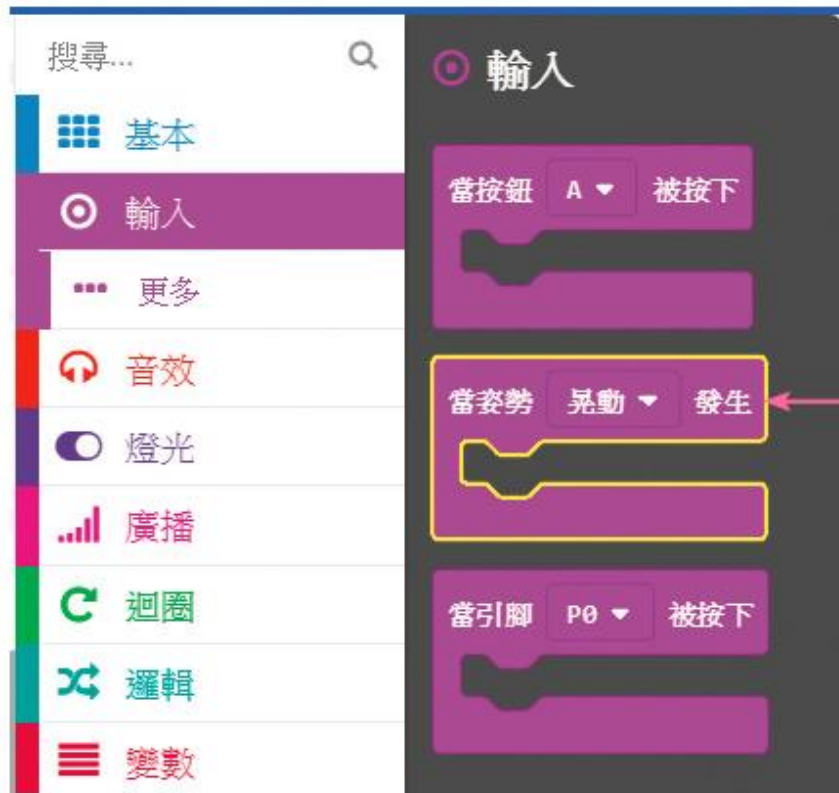 搜尋...
基本
輸入
更多
音效
燈光
廣播
迴圈
邏輯
變數
輸入
當按鈕 A 被按下
當姿勢 晃動 發生
當引腳 P0 被按下